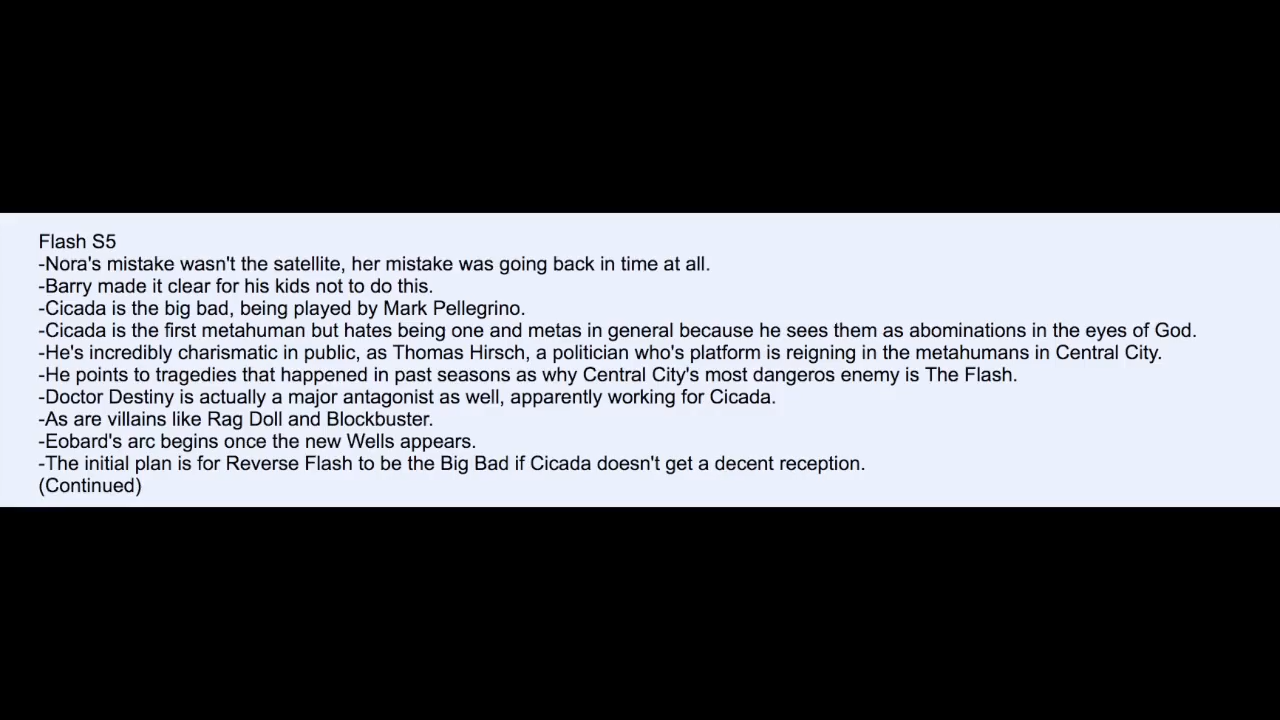 Flash S5
-Nora's mistake wasn't the satellite, her mistake was going back in time at all.
-Barry made it clear for his kids not to do this.
-Cicada is the big bad, being played by Mark Pellegrino.
-Cicada is the first metahuman but hates being one and metas in general because he sees them as abominations in the eyes of God.
-He's incredibly charismatic in public, as Thomas Hirsch, a politician who's platform is reigning in the metahumans in Central City.
-He points to tragedies that happened in past seasons as why Central City's most dangeros enemy is The Flash.
-Doctor Destiny is actually a major antagonist as well, apparently working for Cicada.
-As are villains like Rag Doll and Blockbuster.
-Eobard's arc begins once the new Wells appears.
-The initial plan is for Reverse Flash to be the Big Bad if Cicada doesn't get a decent reception.
(Continued)